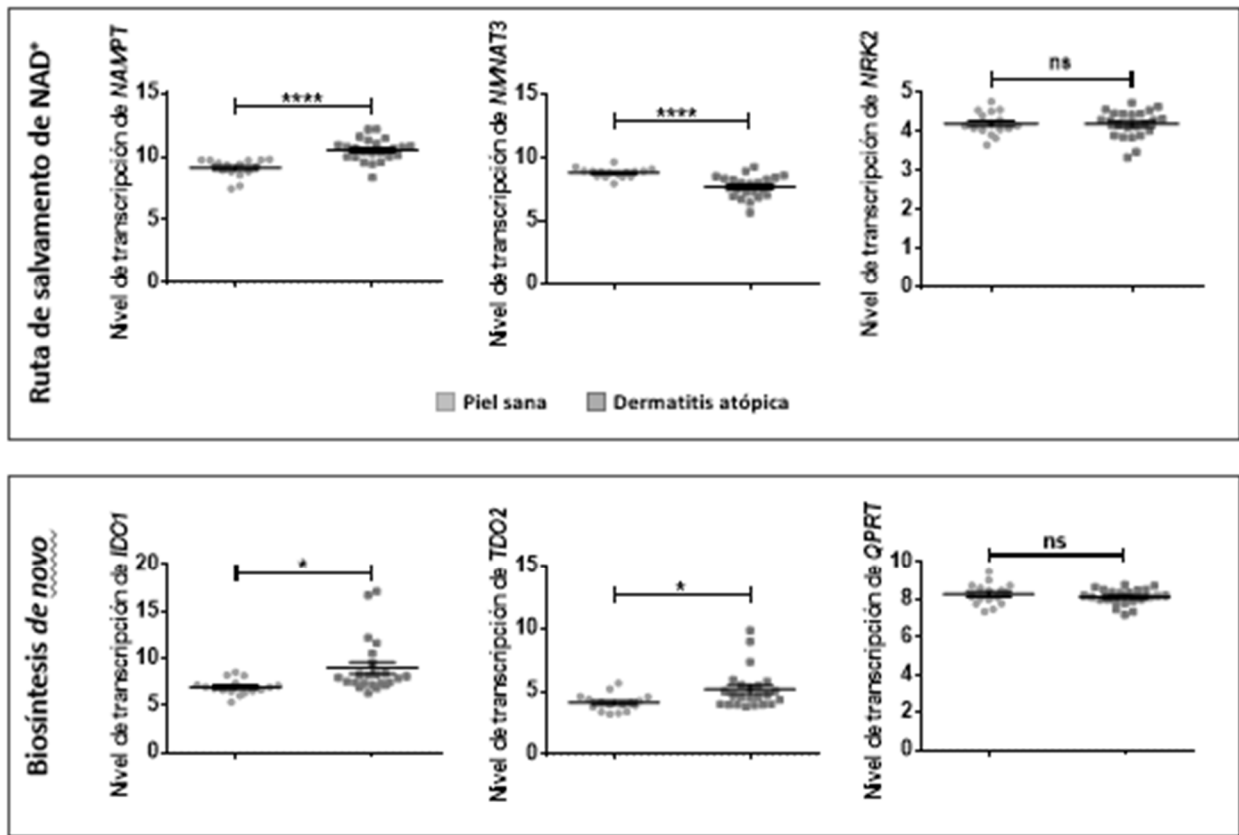 Ruta de salvamento de NAD⁺
Nivel de transcripción de NAMPT
15
10
5
0
****
Nivel de transcripción de NMNAT3
15
10
5
0
****
Nivel de transcripción de NRK2
5
4
3
2
1
0
ns
Piel sana
Dermatitis atópica
Biosíntesis de novo
Nivel de transcripción de IDO1
20
15
10
5
0
*
Nivel de transcripción de TDO2
15
10
5
0
*
Nivel de transcripción de QPRT
10
8
6
4
2
0
ns